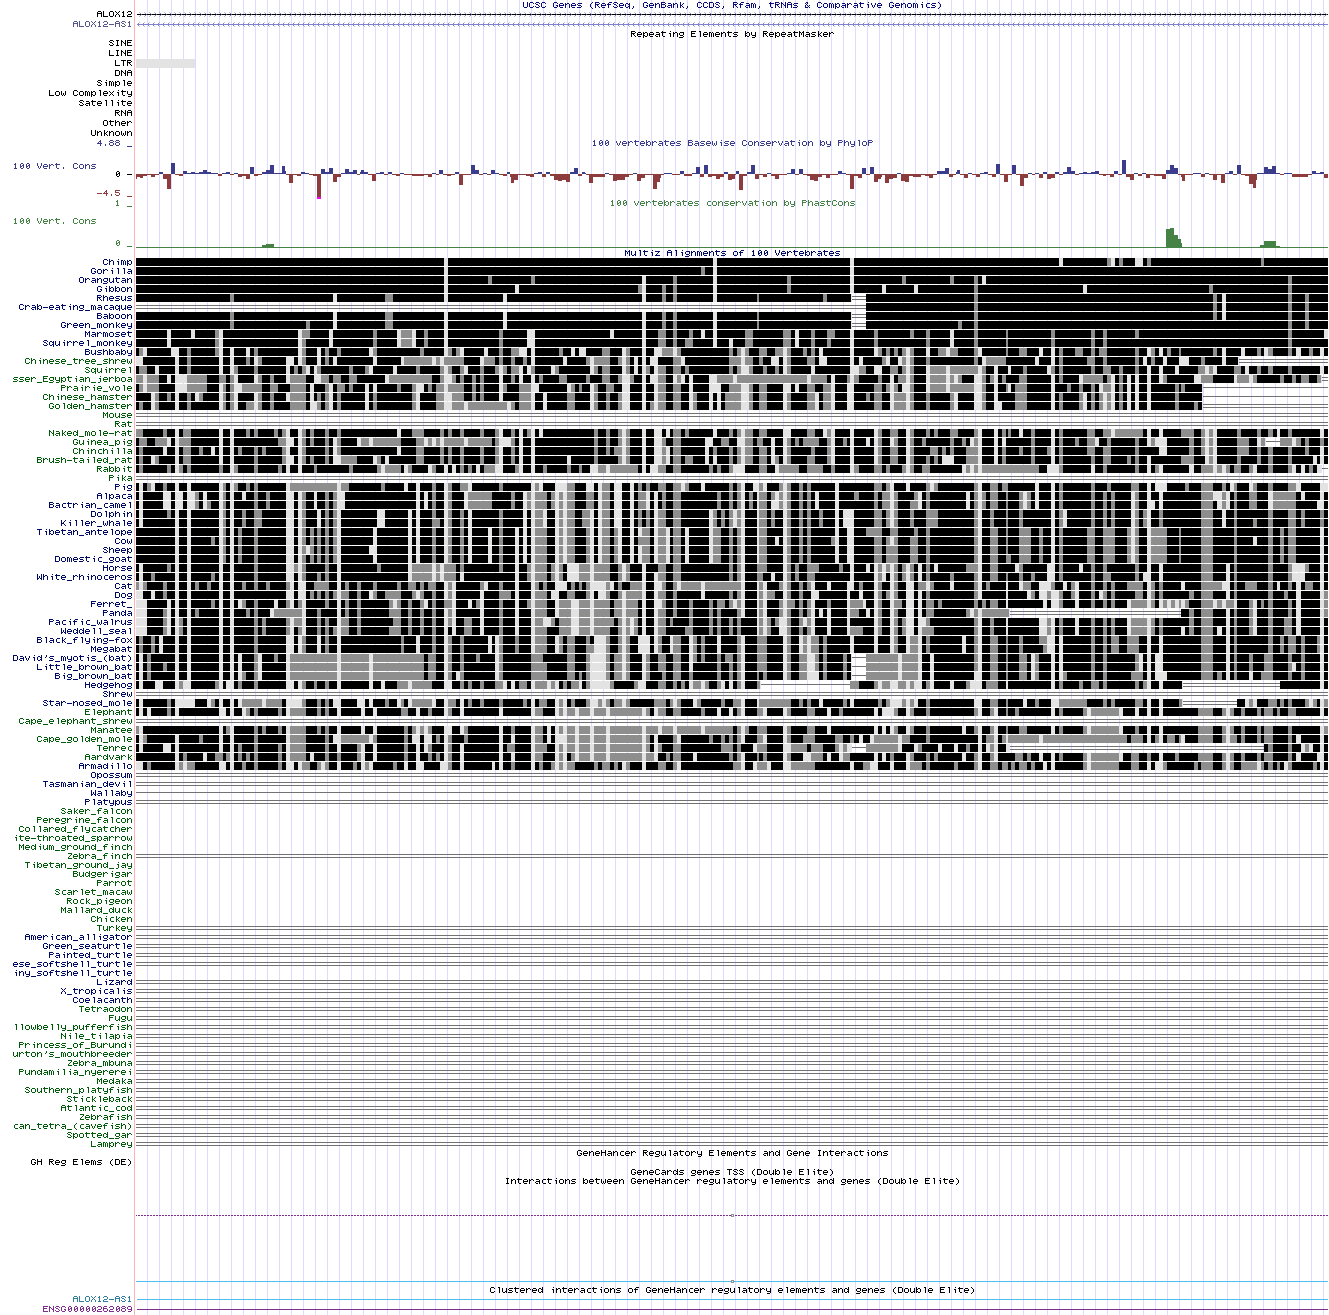 UCSC Genes (RefSeq, GenBank, CCDS, Rfam, tRNAs & Comparative Genomics)
ALOX12
ALOX12-AS1
Repeating Elements by RepeatMasker
SINE
LINE
LTR
DNA
Simple
Low Complexity
Satellite
RNA
Other
Unknown
4.88 _
100 vertebrates Basewise Conservation by PhyloP
100 Vert. Cons
0 -
-4.5 _
1 _
100 vertebrates conservation by PhastCons
100 Vert. Cons
0 _
Multiz Alignments of 100 Vertebrates
Chimp
Gorilla
Orangutan
Gibbon
Rhesus
Crab-eating_macaque
Baboon
Green_monkey
Marmoset
Squirrel_monkey
Bushbaby
Chinese_tree_shrew
Squirrel
sser_Egyptian_jerboa
Prairie_vole
Chinese_hamster
Golden_hamster
Mouse
Rat
Naked_mole-rat
Guinea_pig
Chinchilla
Brush-tailed_rat
Rabbit
Pika
Pig
Alpaca
Bactrian_camel
Dolphin
Killer_whale
Tibetan_antelope
Cow
Sheep
Domestic_goat
Horse
White_rhinoceros
Cat
Dog
Ferret_
Panda
Pacific_walrus
Weddell_seal
Black_flying-fox
Megabat
David's_myotis_(bat)
Little_brown_bat
Big_brown_bat
Hedgehog
Shrew
Star-nosed_mole
Elephant
Cape_elephant_shrew
Manatee
Cape_golden_mole
Tenrec
Aardvark
Armadillo
Opossum
Tasmanian_devil
Wallaby
Platypus
Saker_falcon
Peregrine_falcon
Collared_flycatcher
ite-throated_sparrow
Medium_ground_finch
Zebra_finch
Tibetan_ground_jay
Budgerigar
Parrot
Scarlet_macaw
Rock_pigeon
Mallard_duck
Chicken
Turkey
American_alligator
Green_seaturtle
Painted_turtle
ese_softshell_turtle
iny_softshell_turtle
Lizard
X_tropicalis
Coelacanth
Tetraodon
Fugu
llowbelly_pufferfish
Nile_tilapia
Princess_of_Burundi
urton's_mouthbreeder
Zebra_mbuna
Pundamilia_nyererei
Medaka
Southern_platyfish
Stickleback
Atlantic_cod
Zebrafish
can_tetra_(cavefish)
Spotted_gar
Lamprey
GeneHancer Regulatory Elements and Gene Interactions
GH Reg Elems (DE)
GeneCards genes TSS (Double Elite)
Interactions between GeneHancer regulatory elements and genes (Double Elite)
Clustered interactions of GeneHancer regulatory elements and genes (Double Elite)
ALOX12-AS1
ENSG00000262089